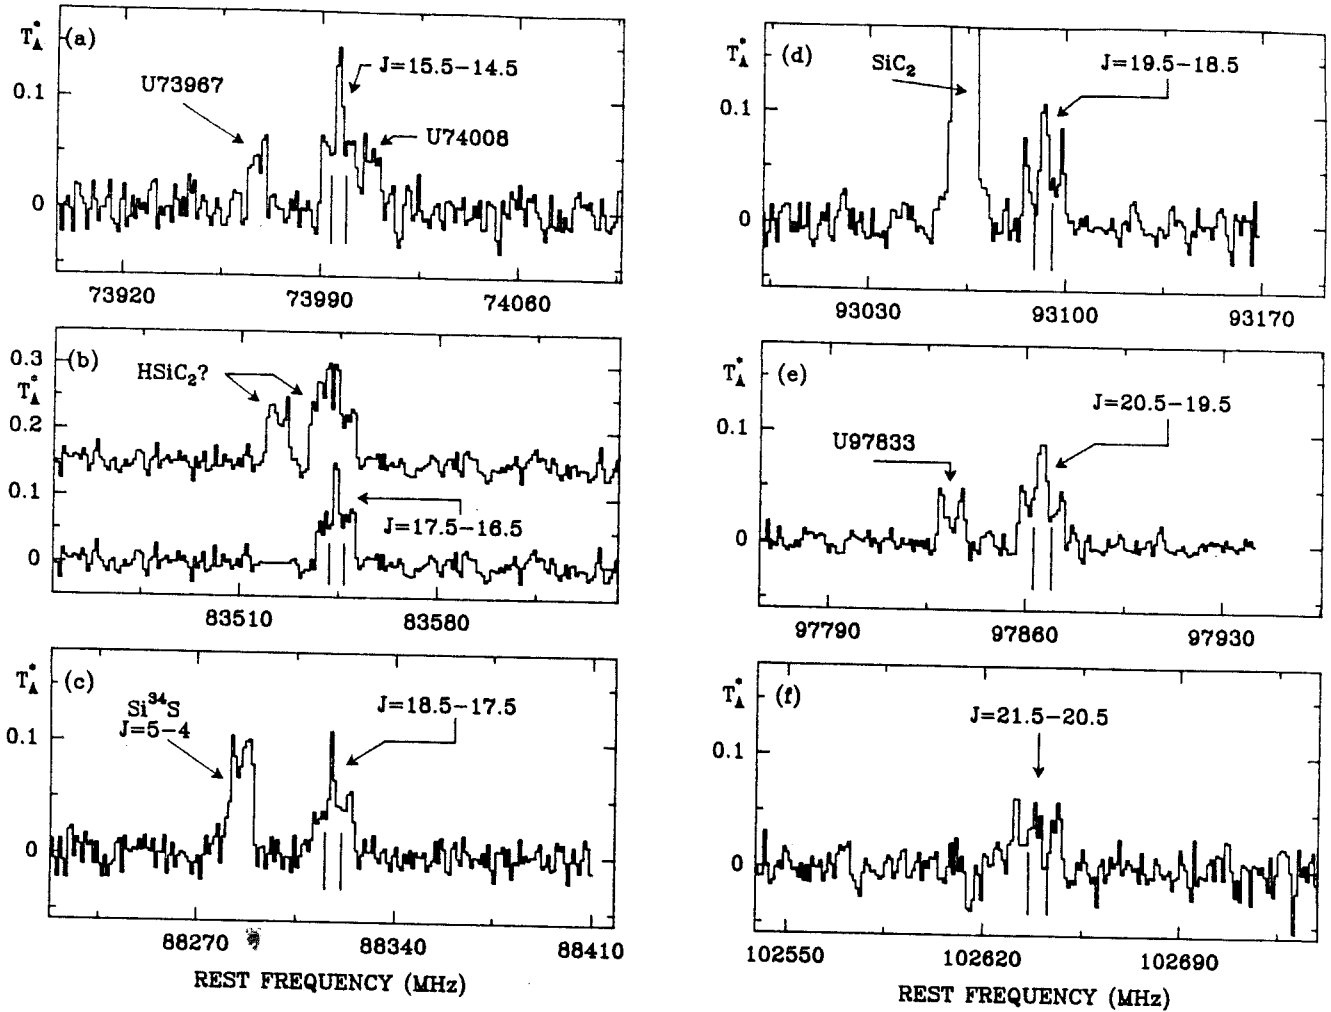 (a)
T*A
0.1
0
U73967
J=15.5-14.5
U74008
73920 73990 74060
(b)
0.3
T*A
0.2
0.1
0
HSiC2?
J=17.5-16.5
83510 83580
(c)
T*A
0.1
0
Si34S
J=5-4
J=18.5-17.5
88270 88340 88410
REST FREQUENCY (MHz)
(d)
T*A
0.1
0
SiC2
J=19.5-18.5
93030 93100 93170
(e)
T*A
0.1
0
U97833
J=20.5-19.5
97790 97860 97930
(f)
T*A
0.1
0
J=21.5-20.5
102550 102620 102690
REST FREQUENCY (MHz)